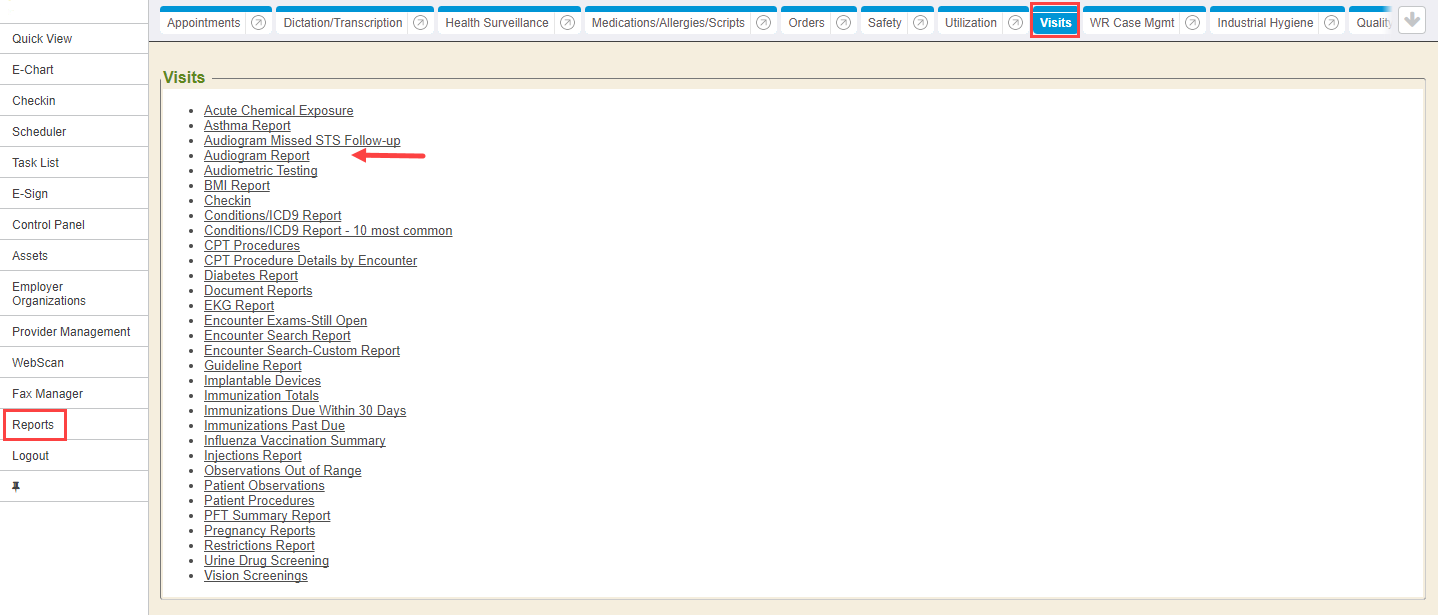 Appointments Dictation/Transcription Health Surveillance Medications/Allergies/Scripts Orders Safety Utilization Visits WR Case Mgmt Industrial Hygiene Quality
Quick View
E-Chart
Checkin
Scheduler
Task List
E-Sign
Control Panel
Assets
Employer
Organizations
Provider Management
WebScan
Fax Manager
Reports
Logout
Visits
Acute Chemical Exposure
Asthma Report
Audiogram Missed STS Follow-up
Audiogram Report
Audiometric Testing
BMI Report
Checkin
Conditions/ICD9 Report
Conditions/ICD9 Report - 10 most common
CPT Procedures
CPT Procedure Details by Encounter
Diabetes Report
Document Reports
EKG Report
Encounter Exams-Still Open
Encounter Search Report
Encounter Search-Custom Report
Guideline Report
Implantable Devices
Immunization Totals
Immunizations Due Within 30 Days
Immunizations Past Due
Influenza Vaccination Summary
Injections Report
Observations Out of Range
Patient Observations
Patient Procedures
PFT Summary Report
Pregnancy Reports
Restrictions Report
Urine Drug Screening
Vision Screenings